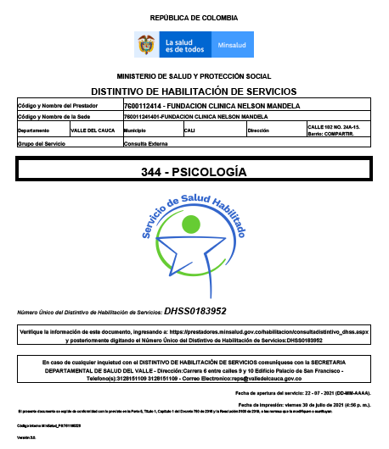 REPÚBLICA DE COLOMBIA
La salud
es de todos
Minsalud
MINISTERIO DE SALUD Y PROTECCIÓN SOCIAL
DISTINTIVO DE HABILITACIÓN DE SERVICIOS
Código y Nombre del Prestador 7600112414 - FUNDACION CLINICA NELSON MANDELA
Código y Nombre de la Sede 760011241401-FUNDACION CLINICA NELSON MANDELA
Departamento VALLE DEL CAUCA Municipio CALI Dirección CALLE 102 NO. 24A-15. Barrio: COMPARTIR.
Grupo del Servicio Consulta Externa
344 - PSICOLOGÍA
Servicio de Salud Habilitado
Número Único del Distintivo de Habilitación de Servicios: DHSS0183952
Verifique la información de este documento, ingresando a: https://prestadores.minsalud.gov.co/habilitacion/consultadistintivo_dhss.aspx
y posteriormente digitando el Número Único del Distintivo de Habilitación de Servicios:DHSS0183952
En caso de cualquier inquietud con el DISTINTIVO DE HABILITACIÓN DE SERVICIOS comuníquese con la SECRETARIA
DEPARTAMENTAL DE SALUD DEL VALLE - Dirección:Carrera 6 entre calles 9 y 10 Edificio Palacio de San Francisco -
Telefono(s):3128151109 3128151109 - Correo Electronico:reps@valledelcauca.gov.co
Fecha de apertura del servicio: 22 - 07 - 2021 (DD-MM-AAAA).
Fecha de impresión: viernes 30 de julio de 2021 (4:56 p. m.).